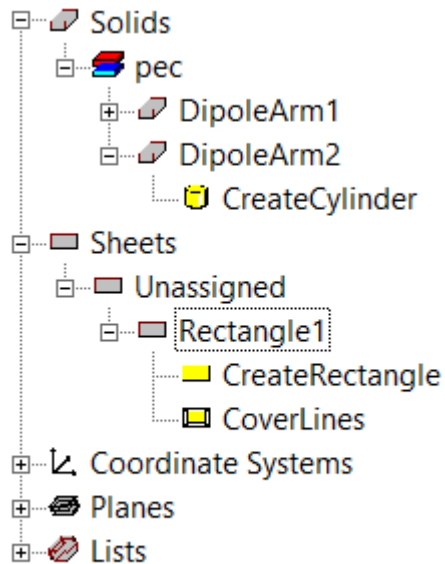 Solids
pec
DipoleArm1
DipoleArm2
CreateCylinder
Sheets
Unassigned
Rectangle1
CreateRectangle
CoverLines
Coordinate Systems
Planes
Lists